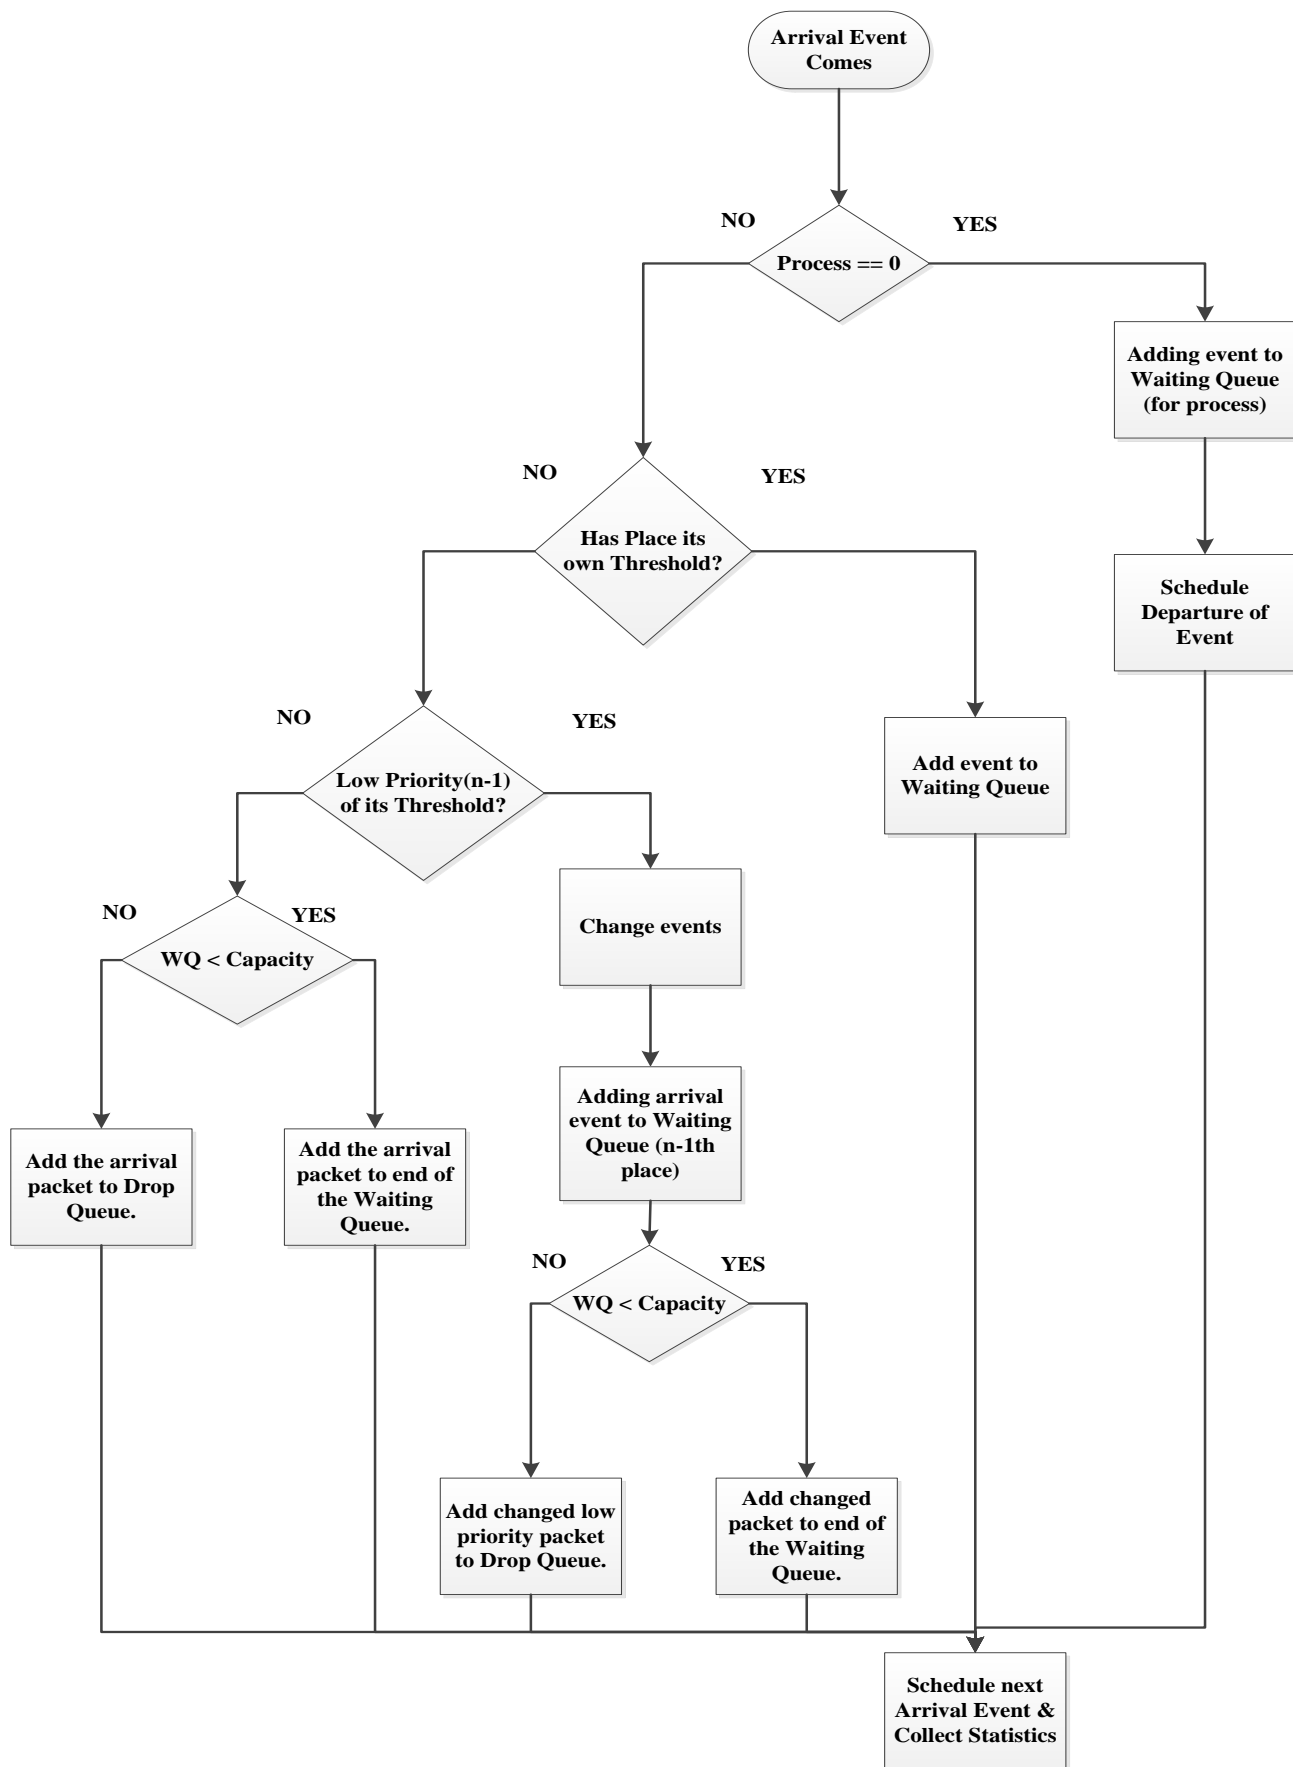 Arrival Event
Comes
NO
YES
Process == 0
Adding event to
Waiting Queue
(for process)
NO
YES
Has Place its
own Threshold?
Schedule
Departure of
Event
NO
YES
Low Priority(n-1)
of its Threshold?
Add event to
Waiting Queue
NO
YES
WQ < Capacity
Change events
Add the arrival
packet to Drop
Queue.
Add the arrival
packet to end of
the Waiting
Queue.
Adding arrival
event to Waiting
Queue (n-1th
place)
NO
YES
WQ < Capacity
Add changed low
priority packet
to Drop Queue.
Add changed
packet to end of
the Waiting
Queue.
Schedule next
Arrival Event &
Collect Statistics